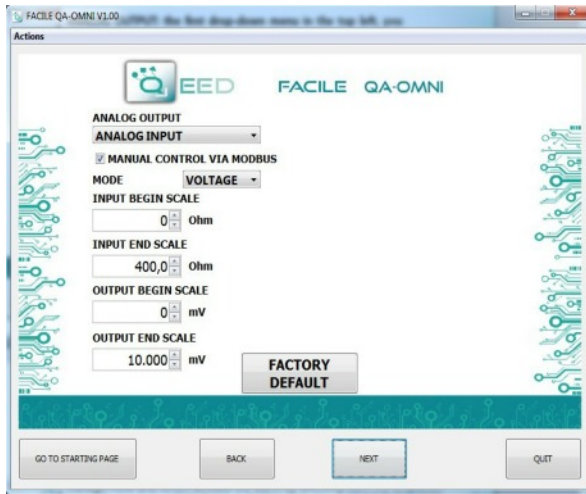 FACILE QA-OMNI V1.00
Actions
QEED FACILE QA-OMNI
ANALOG OUTPUT
ANALOG INPUT
MANUAL CONTROL VIA MODBUS
MODE VOLTAGE
INPUT BEGIN SCALE
0 Ohm
INPUT END SCALE
400,0 Ohm
OUTPUT BEGIN SCALE
0 mV
OUTPUT END SCALE
10.000 mV
FACTORY
DEFAULT
GO TO STARTING PAGE BACK NEXT QUIT